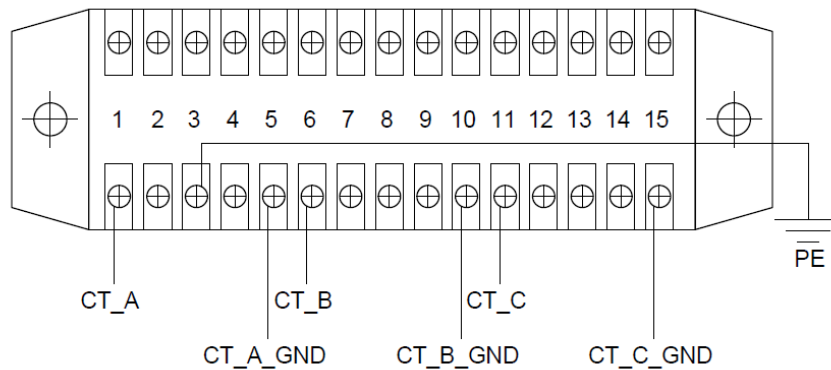 1 2 3 4 5 6 7 8 9 10 11 12 13 14 15
PE
CT_A CT_B CT_C
CT_A_GND CT_B_GND CT_C_GND